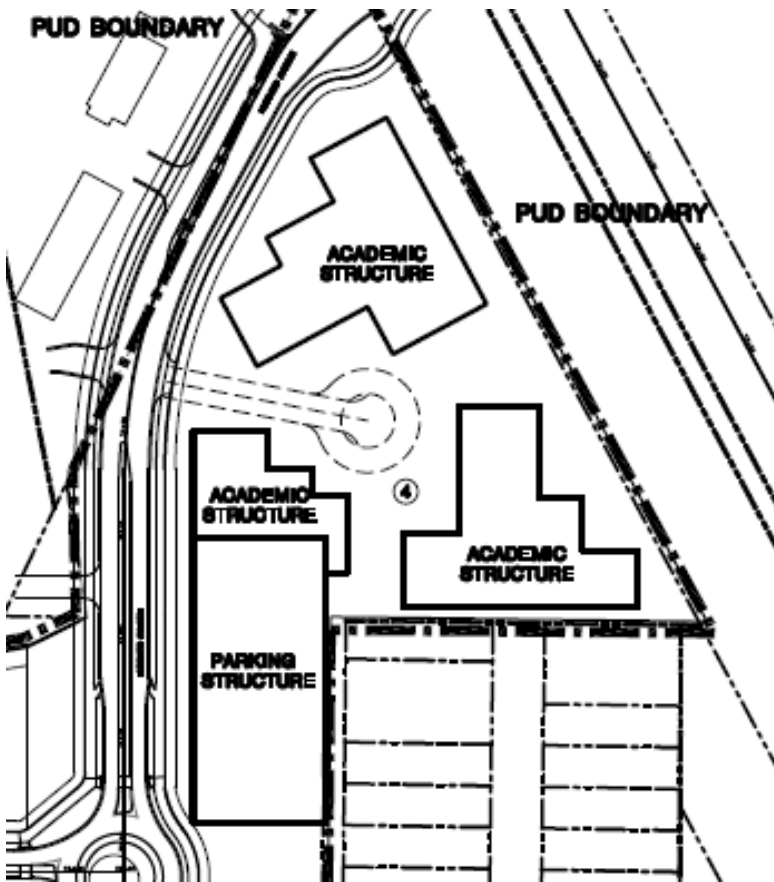 PUD BOUNDARY
PUD BOUNDARY
ACADEMIC
STRUCTURE
4
ACADEMIC
STRUCTURE
ACADEMIC
STRUCTURE
PARKING
STRUCTURE